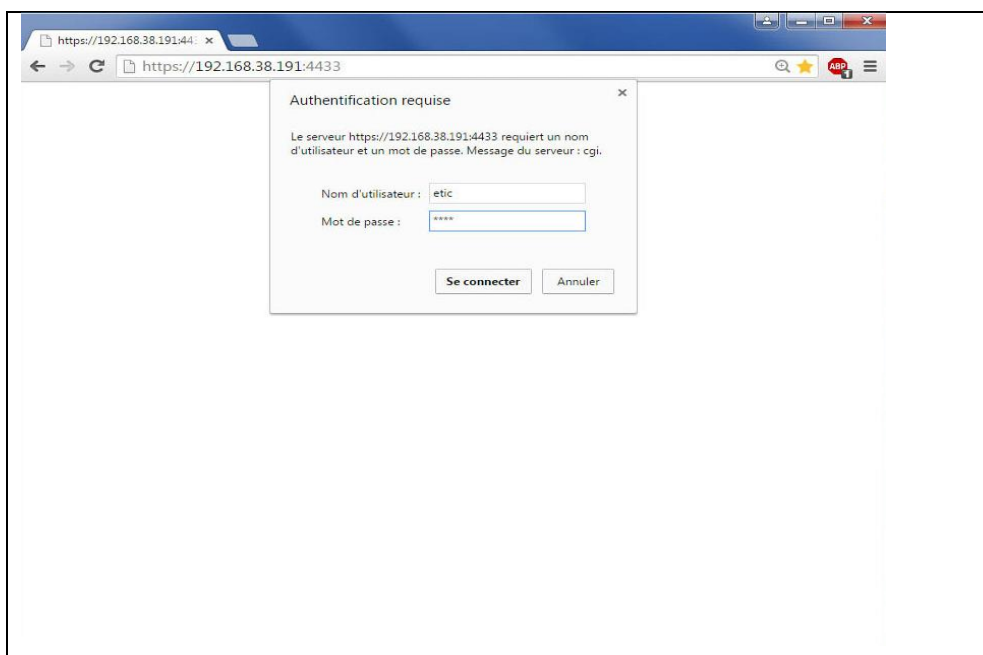 https://192.168.38.191:44
https://192.168.38.191:4433
ABP
1
Authentification requise
Le serveur https://192.168.38.191:4433 requiert un nom
d'utilisateur et un mot de passe. Message du serveur : cgi.
Nom d'utilisateur : etic
Mot de passe : ****
Se connecter
Annuler